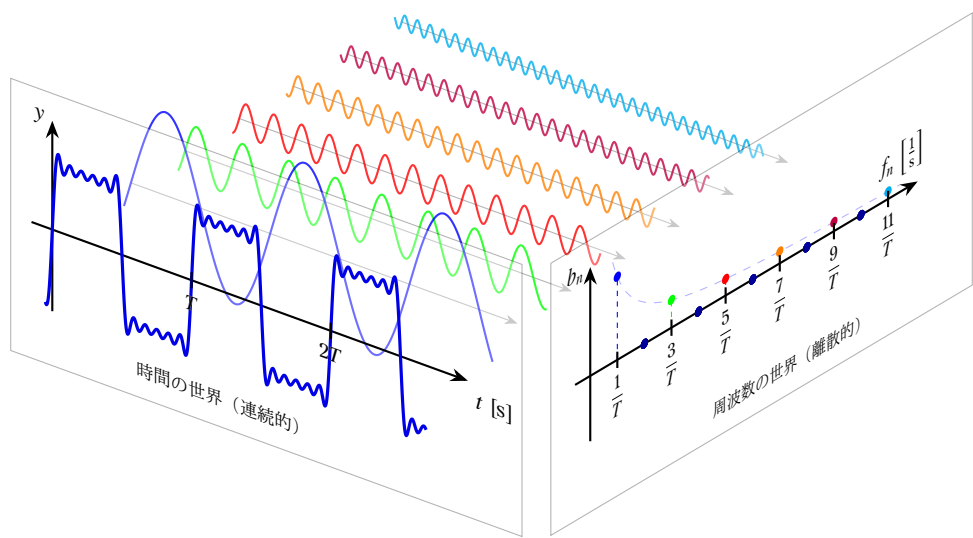 y
T
2T
t [s]
時間の世界（連続的）
f_n [1/s]
b_n
1/T
3/T
5/T
7/T
9/T
11/T
周波数の世界（離散的）